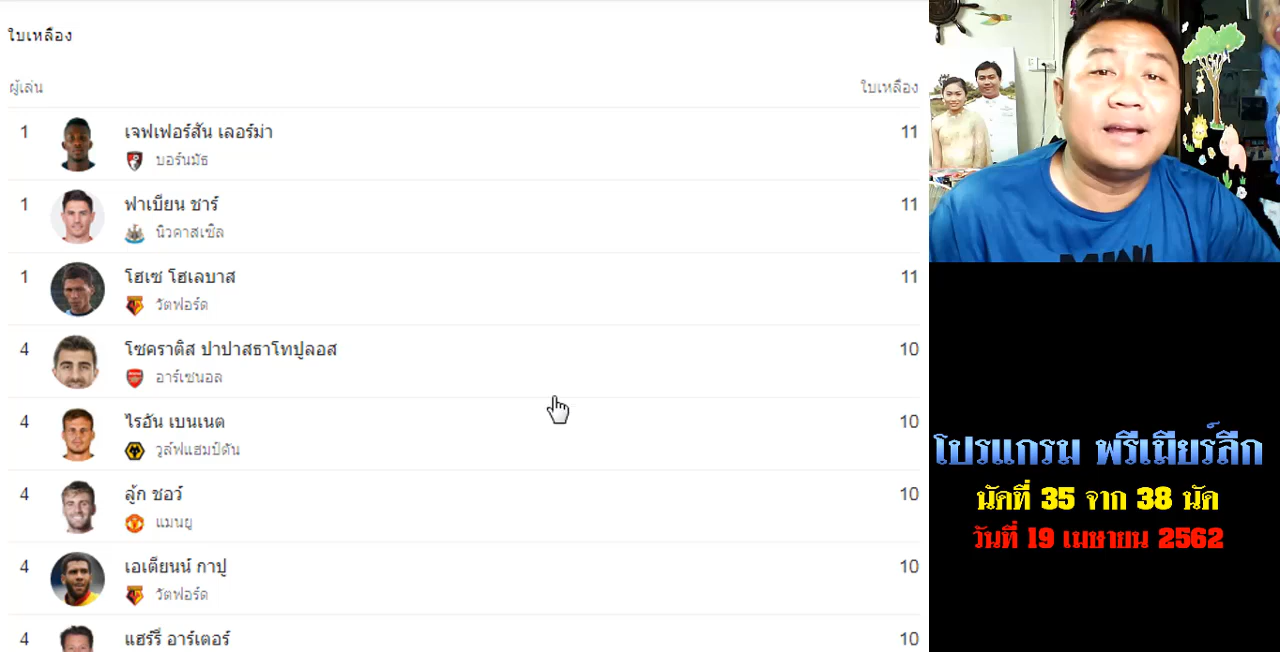 ใบเหลือง
ผู้เล่น ใบเหลือง
1 เจฟเฟอร์สัน เลอร์ม่า 11
บอร์นมัธ
1 ฟาเบียน ชาร์ 11
นิวคาสเซิล
1 โฮเซ โฮเลบาส 11
วัตฟอร์ด
4 โซคราติส ปาปาสธาโทปูลอส 10
อาร์เซนอล
4 ไรอัน เบนเนต 10
วูล์ฟแฮมป์ตัน
4 ลู้ก ชอว์ 10
แมนยู
4 เอเตียนน์ กาปู 10
วัตฟอร์ด
4 แฮร์รี่ อาร์เตอร์ 10
โปรแกรม พรีเมียร์ลีก
นัดที่ 35 จาก 38 นัด
วันที่ 19 เมษายน 2562